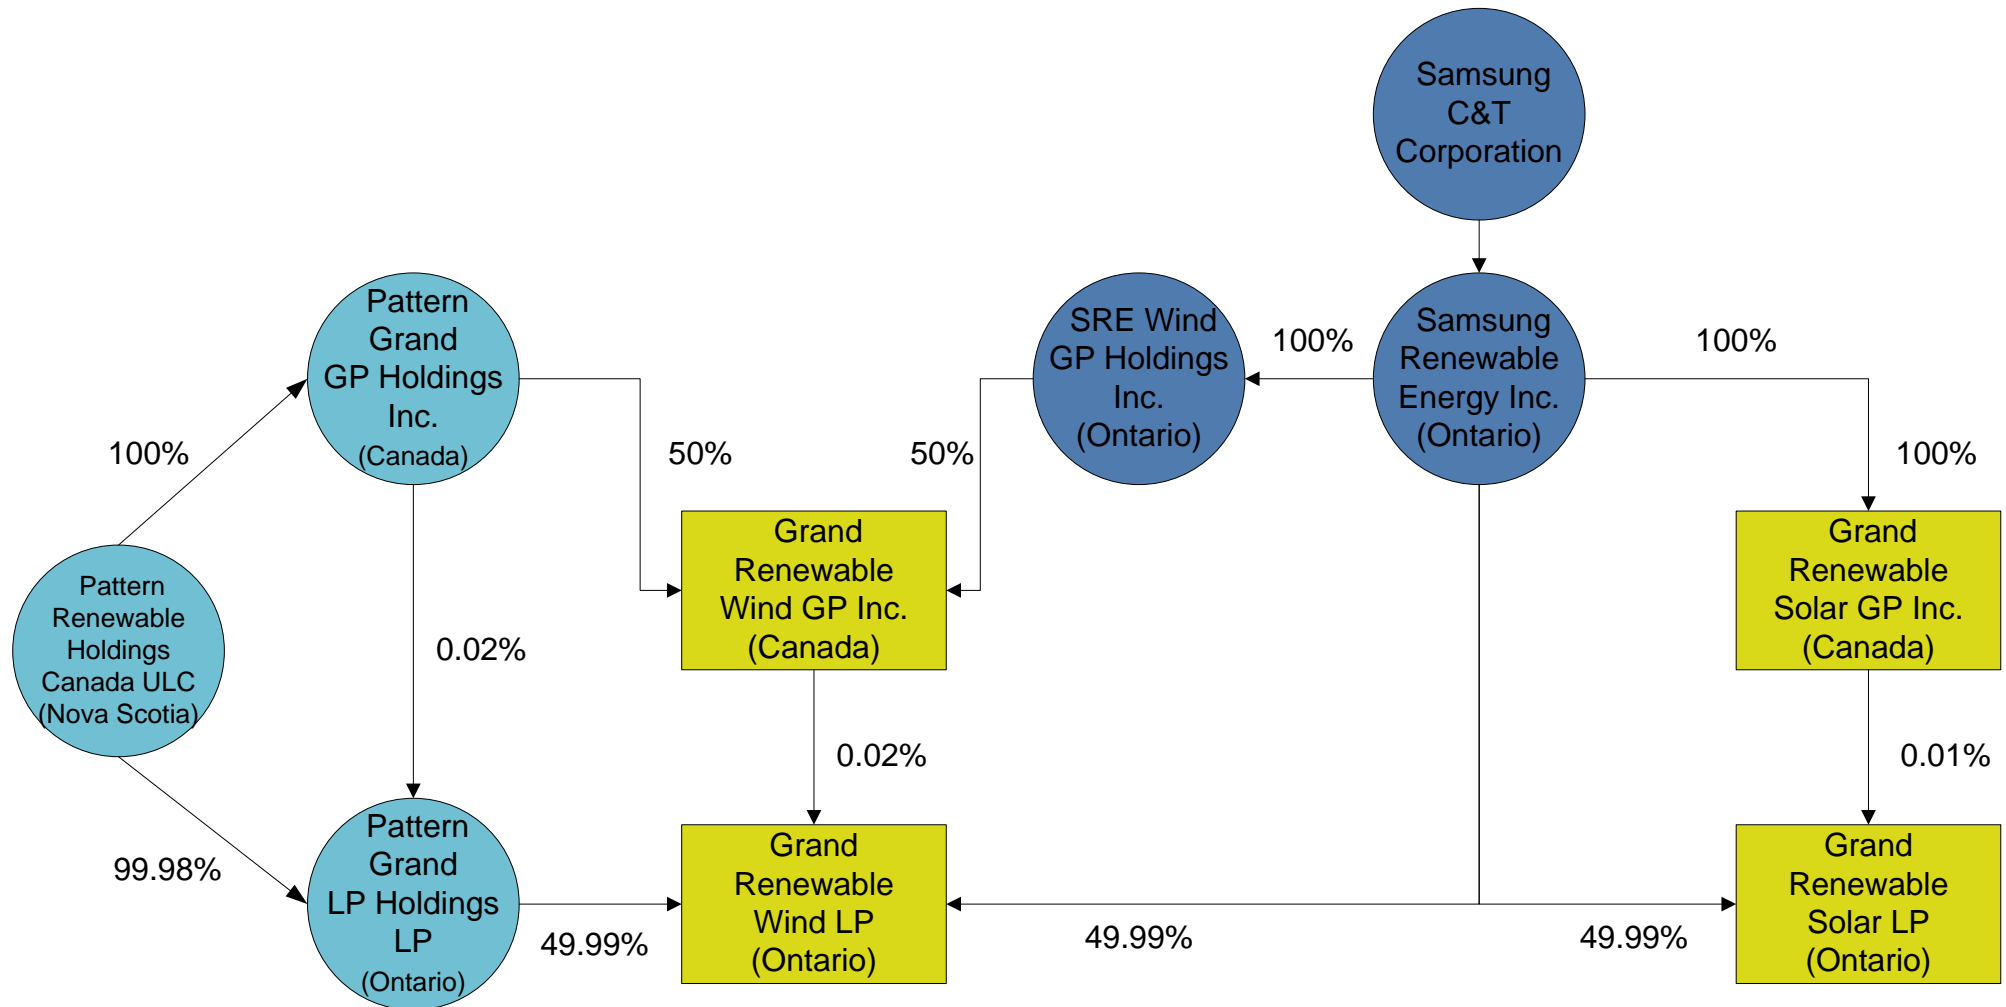 Samsung
C&T
Corporation
Pattern
Grand
GP Holdings
Inc.
(Canada)
SRE Wind
GP Holdings
Inc.
(Ontario)
100%
Samsung
Renewable
Energy Inc.
(Ontario)
100%
100%
50%
50%
100%
Pattern
Renewable
Holdings
Canada ULC
(Nova Scotia)
0.02%
Grand
Renewable
Wind GP Inc.
(Canada)
Grand
Renewable
Solar GP Inc.
(Canada)
0.02%
0.01%
99.98%
Pattern
Grand
LP Holdings
LP
(Ontario)
49.99%
Grand
Renewable
Wind LP
(Ontario)
49.99%
49.99%
Grand
Renewable
Solar LP
(Ontario)